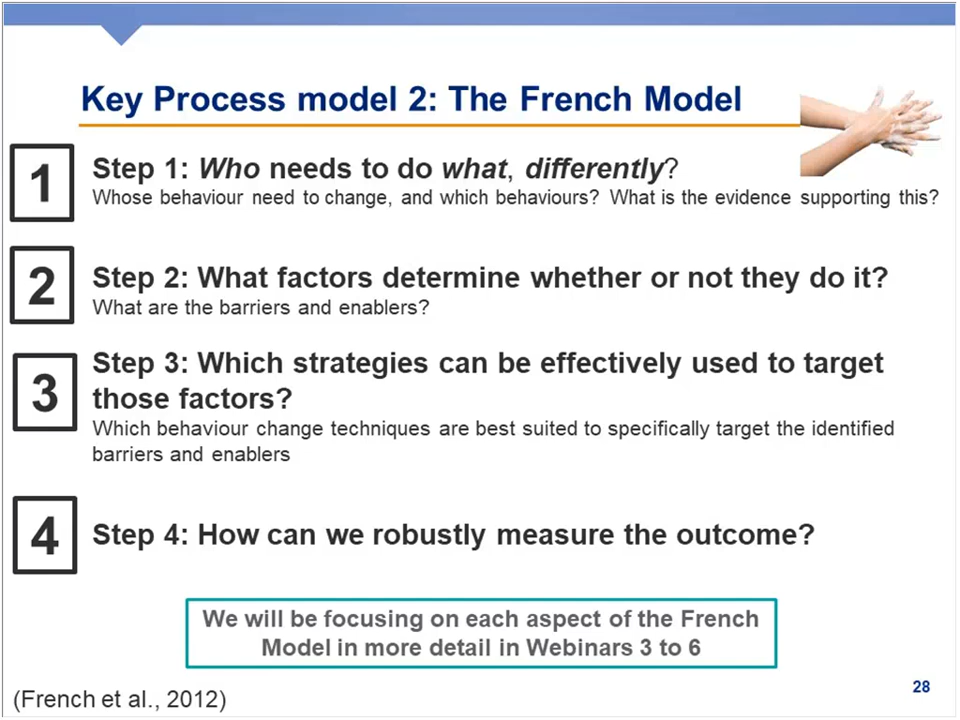 Key Process model 2: The French Model
1
Step 1: Who needs to do what, differently?
Whose behaviour need to change, and which behaviours? What is the evidence supporting this?
2
Step 2: What factors determine whether or not they do it?
What are the barriers and enablers?
3
Step 3: Which strategies can be effectively used to target
those factors?
Which behaviour change techniques are best suited to specifically target the identified
barriers and enablers
4
Step 4: How can we robustly measure the outcome?
We will be focusing on each aspect of the French
Model in more detail in Webinars 3 to 6
28
(French et al., 2012)